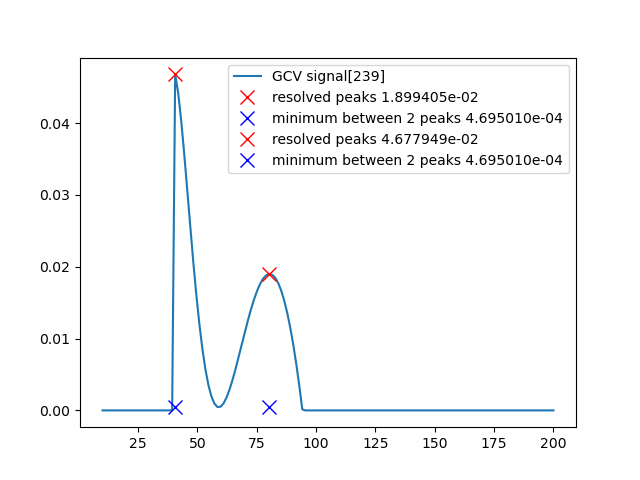 GCV signal[239]
resolved peaks 1.899405e-02
minimum between 2 peaks 4.695010e-04
resolved peaks 4.677949e-02
minimum between 2 peaks 4.695010e-04
0.04
0.03
0.02
0.01
0.00
25 50 75 100 125 150 175 200